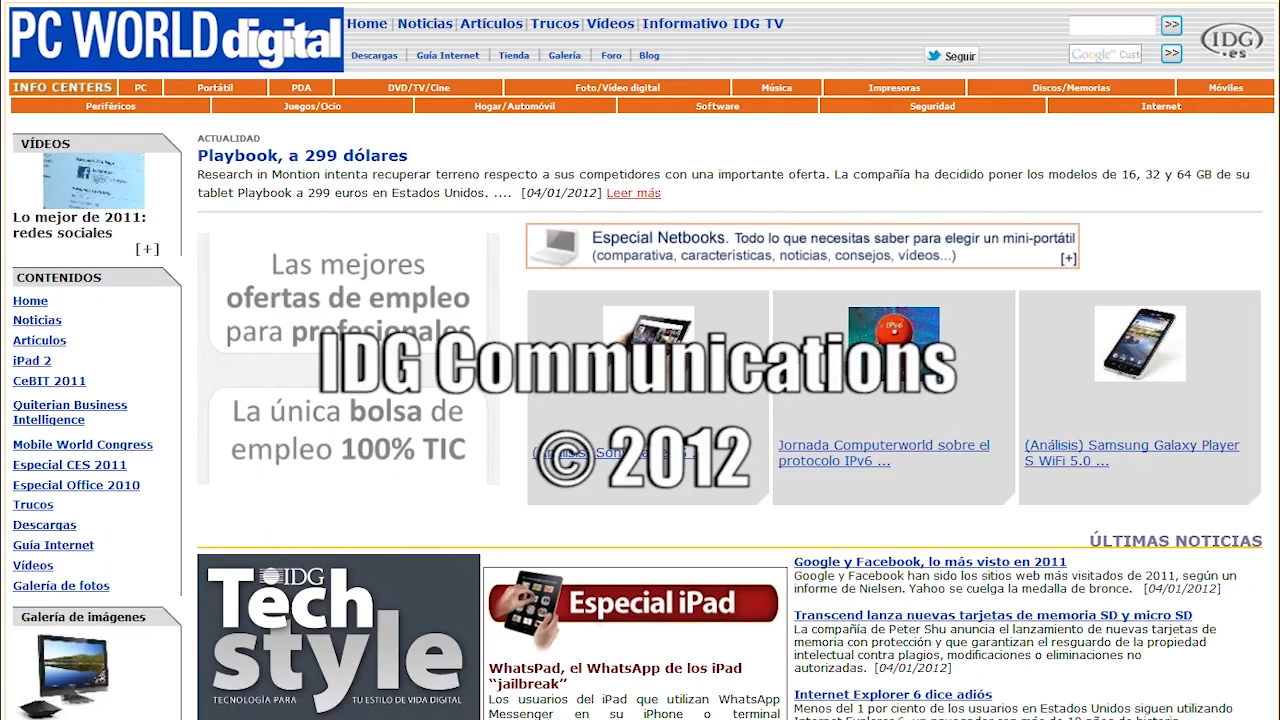 PC WORLD digital
Home | Noticias | Artículos | Trucos | Vídeos | Informativo IDG TV
Descargas | Guía Internet | Tienda | Galería | Foro | Blog
>>
Seguir
Google™ Cust
>>
IDG
.es
INFO CENTERS
PC
Portátil
PDA
DVD/TV/Cine
Foto/Vídeo digital
Música
Impresoras
Discos/Memorias
Móviles
Periféricos
Juegos/Ocio
Hogar/Automóvil
Software
Seguridad
Internet
VÍDEOS
Lo mejor de 2011:
redes sociales
[+]
CONTENIDOS
Home
Noticias
Artículos
iPad 2
CeBIT 2011
Quiterian Business
Intelligence
Mobile World Congress
Especial CES 2011
Especial Office 2010
Trucos
Descargas
Guía Internet
Vídeos
Galería de fotos
Galería de imágenes
ACTUALIDAD
Playbook, a 299 dólares
Research in Montion intenta recuperar terreno respecto a sus competidores con una importante oferta. La compañía ha decidido poner los modelos de 16, 32 y 64 GB de su
tablet Playbook a 299 euros en Estados Unidos. .... [04/01/2012] Leer más
Las mejores
ofertas de empleo
para profesionales
La única bolsa de
empleo 100% TIC
Especial Netbooks. Todo lo que necesitas saber para elegir un mini-portátil
(comparativa, características, noticias, consejos, vídeos...)
[+]
IPv6
IDG Communications
© 2012
Jornada Computerworld sobre el
protocolo IPv6 ...
(Análisis) Samsung Galaxy Player
S WiFi 5.0 ...
IDG
Tech
style
TECNOLOGÍA PARA TU ESTILO DE VIDA DIGITAL
Especial iPad
WhatsPad, el WhatsApp de los iPad
“jailbreak”
Los usuarios del iPad que utilizan WhatsApp
Messenger en su iPhone o terminal
ÚLTIMAS NOTICIAS
Google y Facebook, lo más visto en 2011
Google y Facebook han sido los sitios web más visitados de 2011, según un
informe de Nielsen. Yahoo se cuelga la medalla de bronce. [04/01/2012]
Transcend lanza nuevas tarjetas de memoria SD y micro SD
La compañía de Peter Shu anuncia el lanzamiento de nuevas tarjetas de
memoria con protección y que garantizan el resguardo de la propiedad
intelectual contra plagios, modificaciones o eliminaciones no
autorizadas. [04/01/2012]
Internet Explorer 6 dice adiós
Menos del 1 por ciento de los usuarios en Estados Unidos siguen utilizando